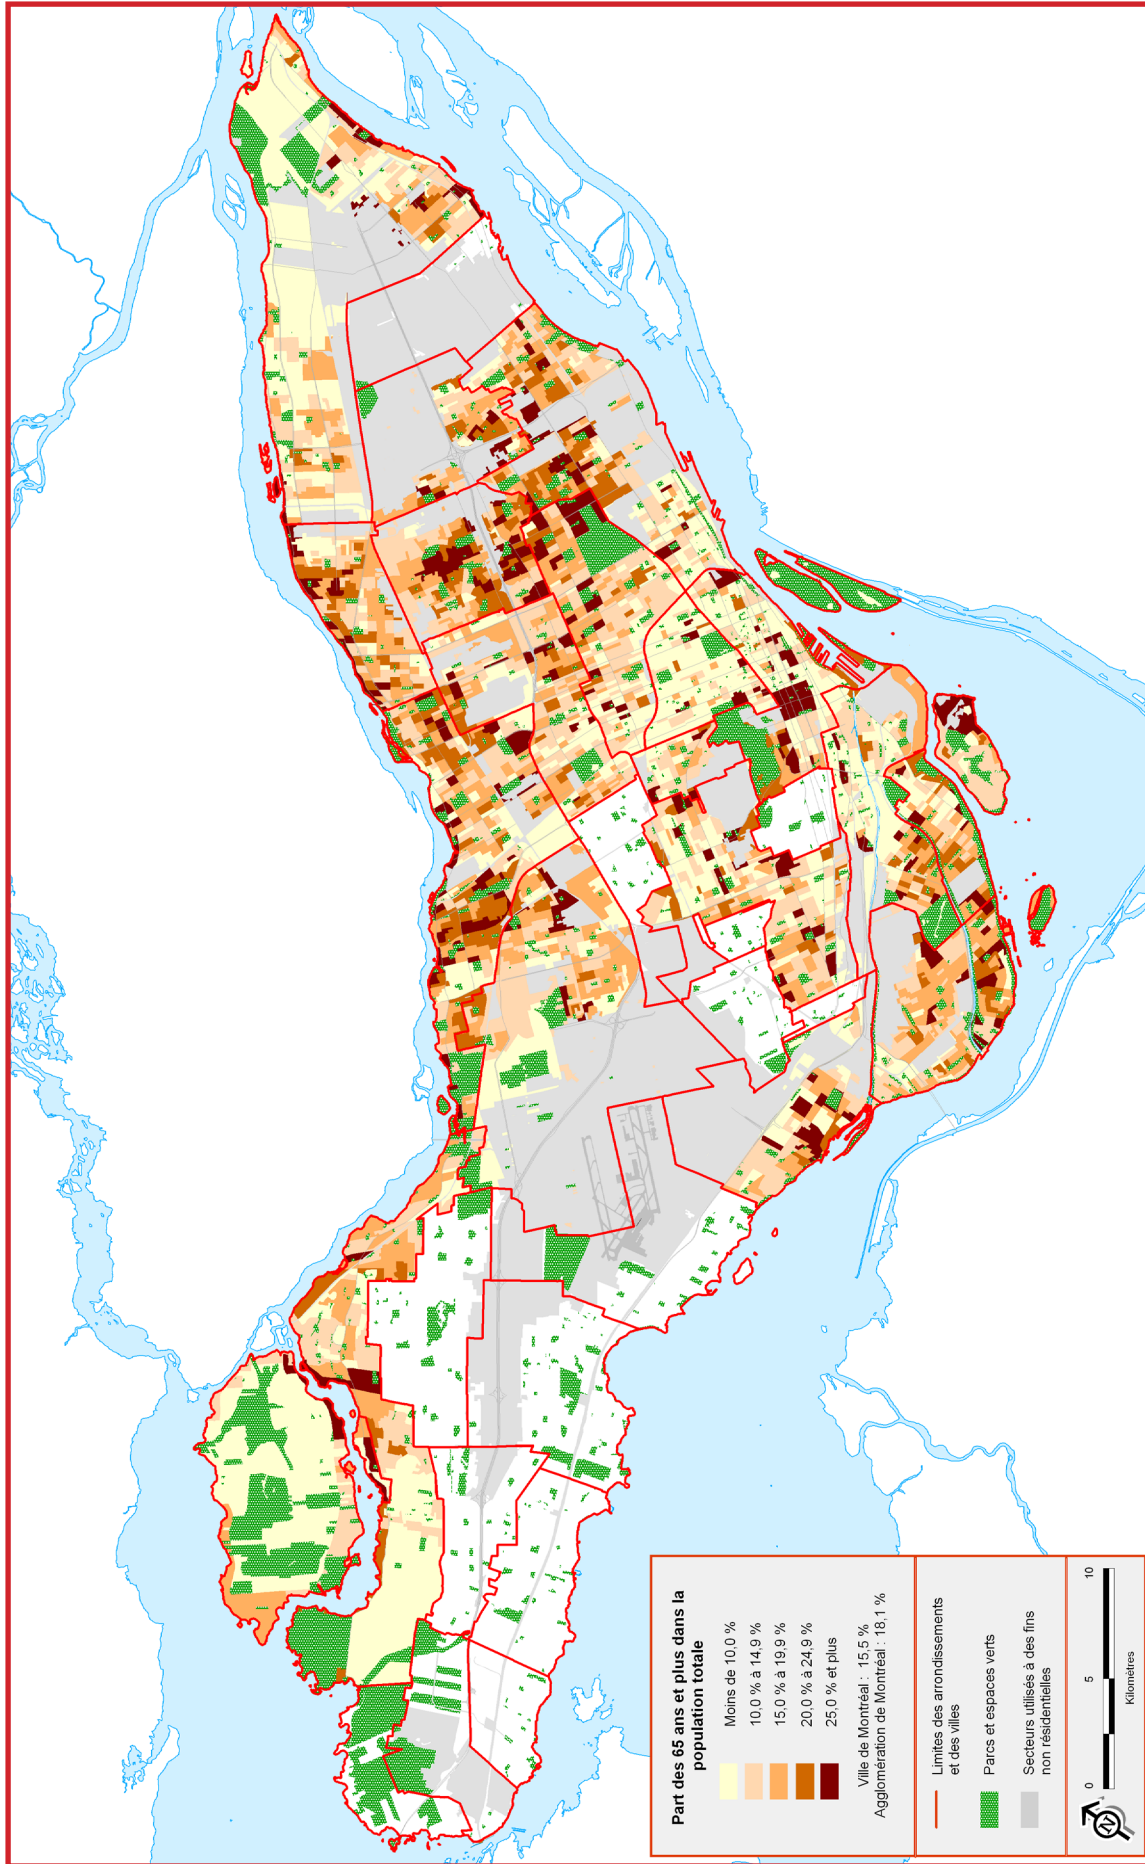 Part des 65 ans et plus dans la
population totale
Moins de 10,0 %
10,0 % à 14,9 %
15,0 % à 19,9 %
20,0 % à 24,9 %
25,0 % et plus
Ville de Montréal : 15,5 %
Agglomération de Montréal : 18,1 %
Limites des arrondissements
et des villes
Parcs et espaces verts
Secteurs utilisés à des fins
non résidentielles
N
0 5 10
Kilomètres